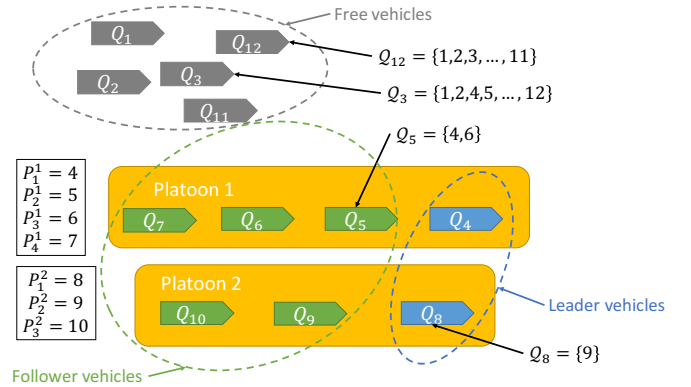 Free vehicles
Q₁
Q₁₂
𝒬₁₂ = {1,2,3, … , 11}
Q₂
Q₃
𝒬₃ = {1,2,4,5, … , 12}
Q₁₁
𝒬₅ = {4,6}
P₁¹ = 4
P₂¹ = 5
P₃¹ = 6
P₄¹ = 7
Platoon 1
Q₇
Q₆
Q₅
Q₄
P₁² = 8
P₂² = 9
P₃² = 10
Platoon 2
Q₁₀
Q₉
Q₈
Leader vehicles
𝒬₈ = {9}
Follower vehicles